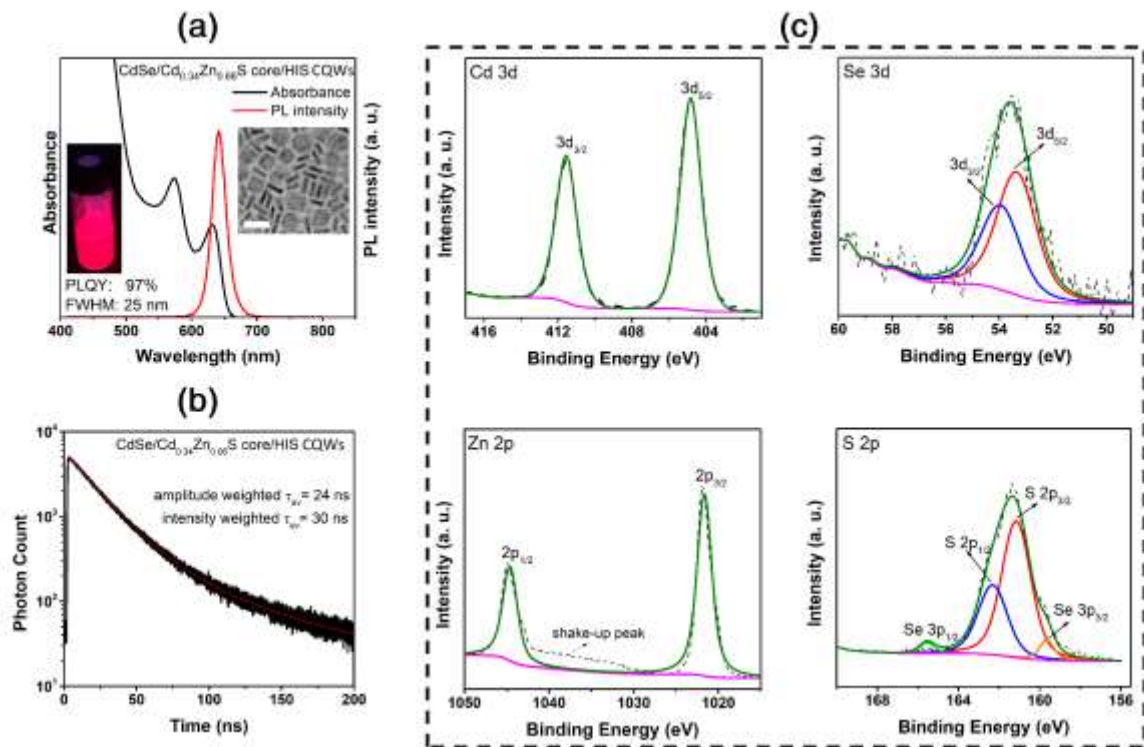 (a)
CdSe/Cd₀.₃₄Zn₀.₆₆S core/HIS CQWs
Absorbance
PL intensity
PLQY: 97%
FWHM: 25 nm
Absorbance
PL intensity (a. u.)
400 500 600 700 800
Wavelength (nm)
(b)
CdSe/Cd₀.₃₄Zn₀.₆₆S core/HIS CQWs
amplitude weighted τav= 24 ns
intensity weighted τav= 30 ns
Photon Count
10⁴
10³
10²
10¹
0 50 100 150 200
Time (ns)
(c)
Cd 3d
3d₃/₂
3d₅/₂
Intensity (a. u.)
416 412 408 404
Binding Energy (eV)
Se 3d
3d₃/₂
3d₅/₂
Intensity (a. u.)
60 58 56 54 52 50
Binding Energy (eV)
Zn 2p
2p₁/₂
2p₃/₂
shake-up peak
Intensity (a. u.)
1050 1040 1030 1020
Binding Energy (eV)
S 2p
S 2p₃/₂
S 2p₁/₂
Se 3p₃/₂
Se 3p₁/₂
Intensity (a. u.)
168 164 160 156
Binding Energy (eV)